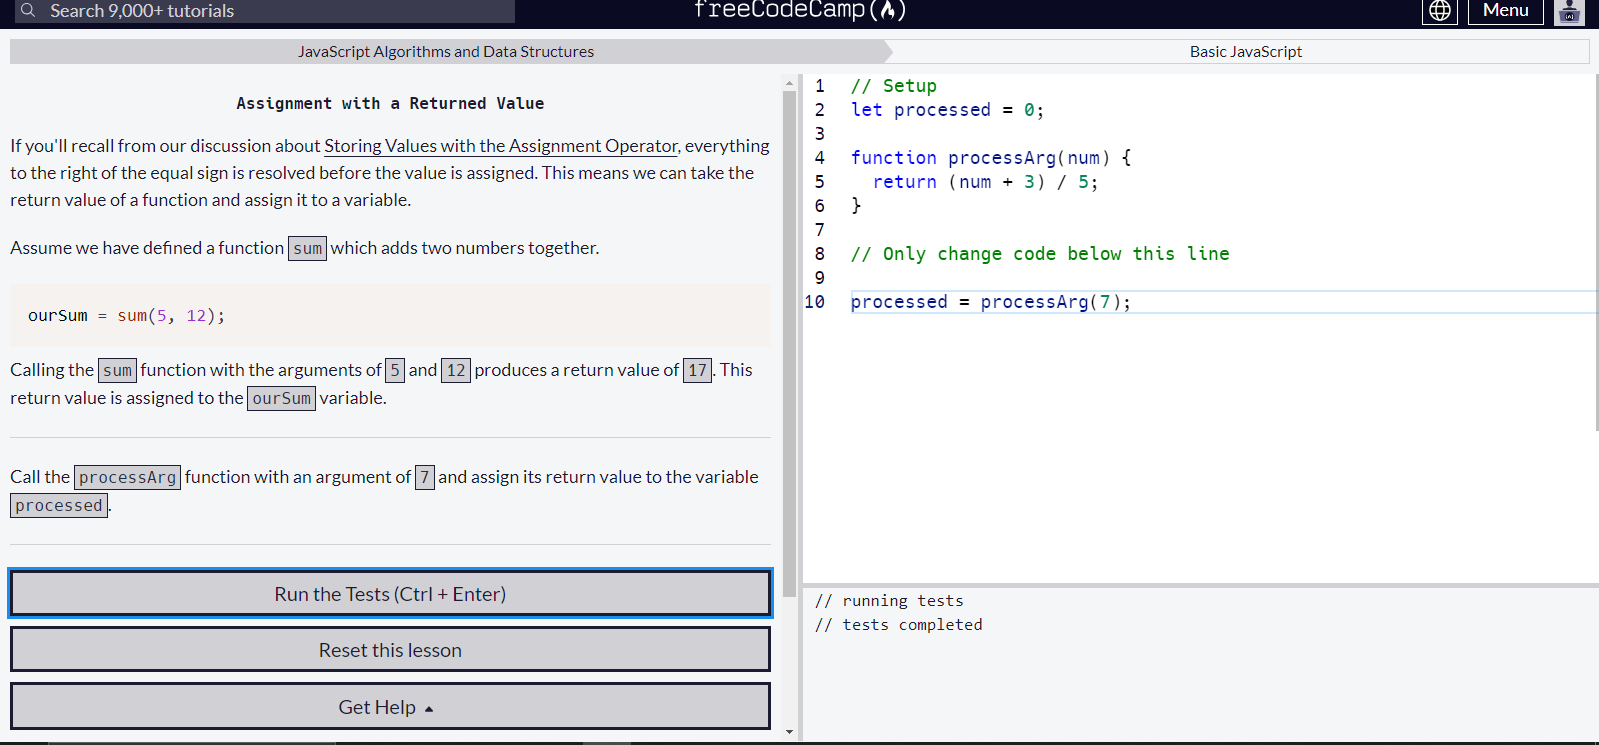 Search 9,000+ tutorials
freeCodeCamp
Menu
JavaScript Algorithms and Data Structures
Basic JavaScript
Assignment with a Returned Value
If you'll recall from our discussion about Storing Values with the Assignment Operator, everything
to the right of the equal sign is resolved before the value is assigned. This means we can take the
return value of a function and assign it to a variable.
Assume we have defined a function sum which adds two numbers together.
ourSum = sum(5, 12);
Calling the sum function with the arguments of 5 and 12 produces a return value of 17. This
return value is assigned to the ourSum variable.
Call the processArg function with an argument of 7 and assign its return value to the variable
processed.
Run the Tests (Ctrl + Enter)
Reset this lesson
Get Help
1 // Setup
2 let processed = 0;
3
4 function processArg(num) {
5 return (num + 3) / 5;
6 }
7
8 // Only change code below this line
9
10 processed = processArg(7);
// running tests
// tests completed